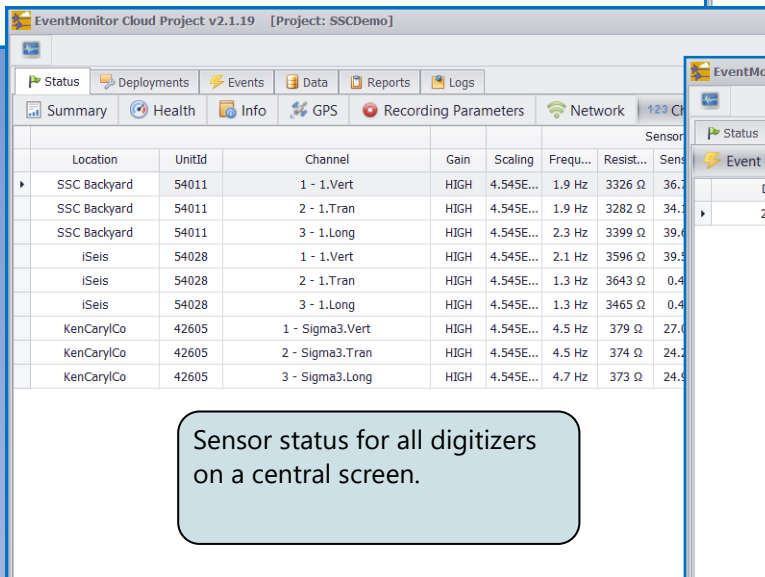 EventMonitor Cloud Project v2.1.19 [Project: SSCDemo]
Status Deployments Events Data Reports Logs
Summary Health Info GPS Recording Parameters Network 123
Location UnitId Channel Gain Scaling Frequ... Resist...
SSC Backyard 54011 1 - 1.Vert HIGH 4.545E... 1.9 Hz 3326 Ω
SSC Backyard 54011 2 - 1.Tran HIGH 4.545E... 1.9 Hz 3282 Ω
SSC Backyard 54011 3 - 1.Long HIGH 4.545E... 2.3 Hz 3399 Ω
iSeis 54028 1 - 1.Vert HIGH 4.545E... 2.1 Hz 3596 Ω
iSeis 54028 2 - 1.Tran HIGH 4.545E... 1.3 Hz 3643 Ω
iSeis 54028 3 - 1.Long HIGH 4.545E... 1.3 Hz 3465 Ω
KenCarylCo 42605 1 - Sigma3.Vert HIGH 4.545E... 4.5 Hz 379 Ω
KenCarylCo 42605 2 - Sigma3.Tran HIGH 4.545E... 4.5 Hz 374 Ω
KenCarylCo 42605 3 - Sigma3.Long HIGH 4.545E... 4.7 Hz 373 Ω
Sensor status for all digitizers
on a central screen.
Status
Event